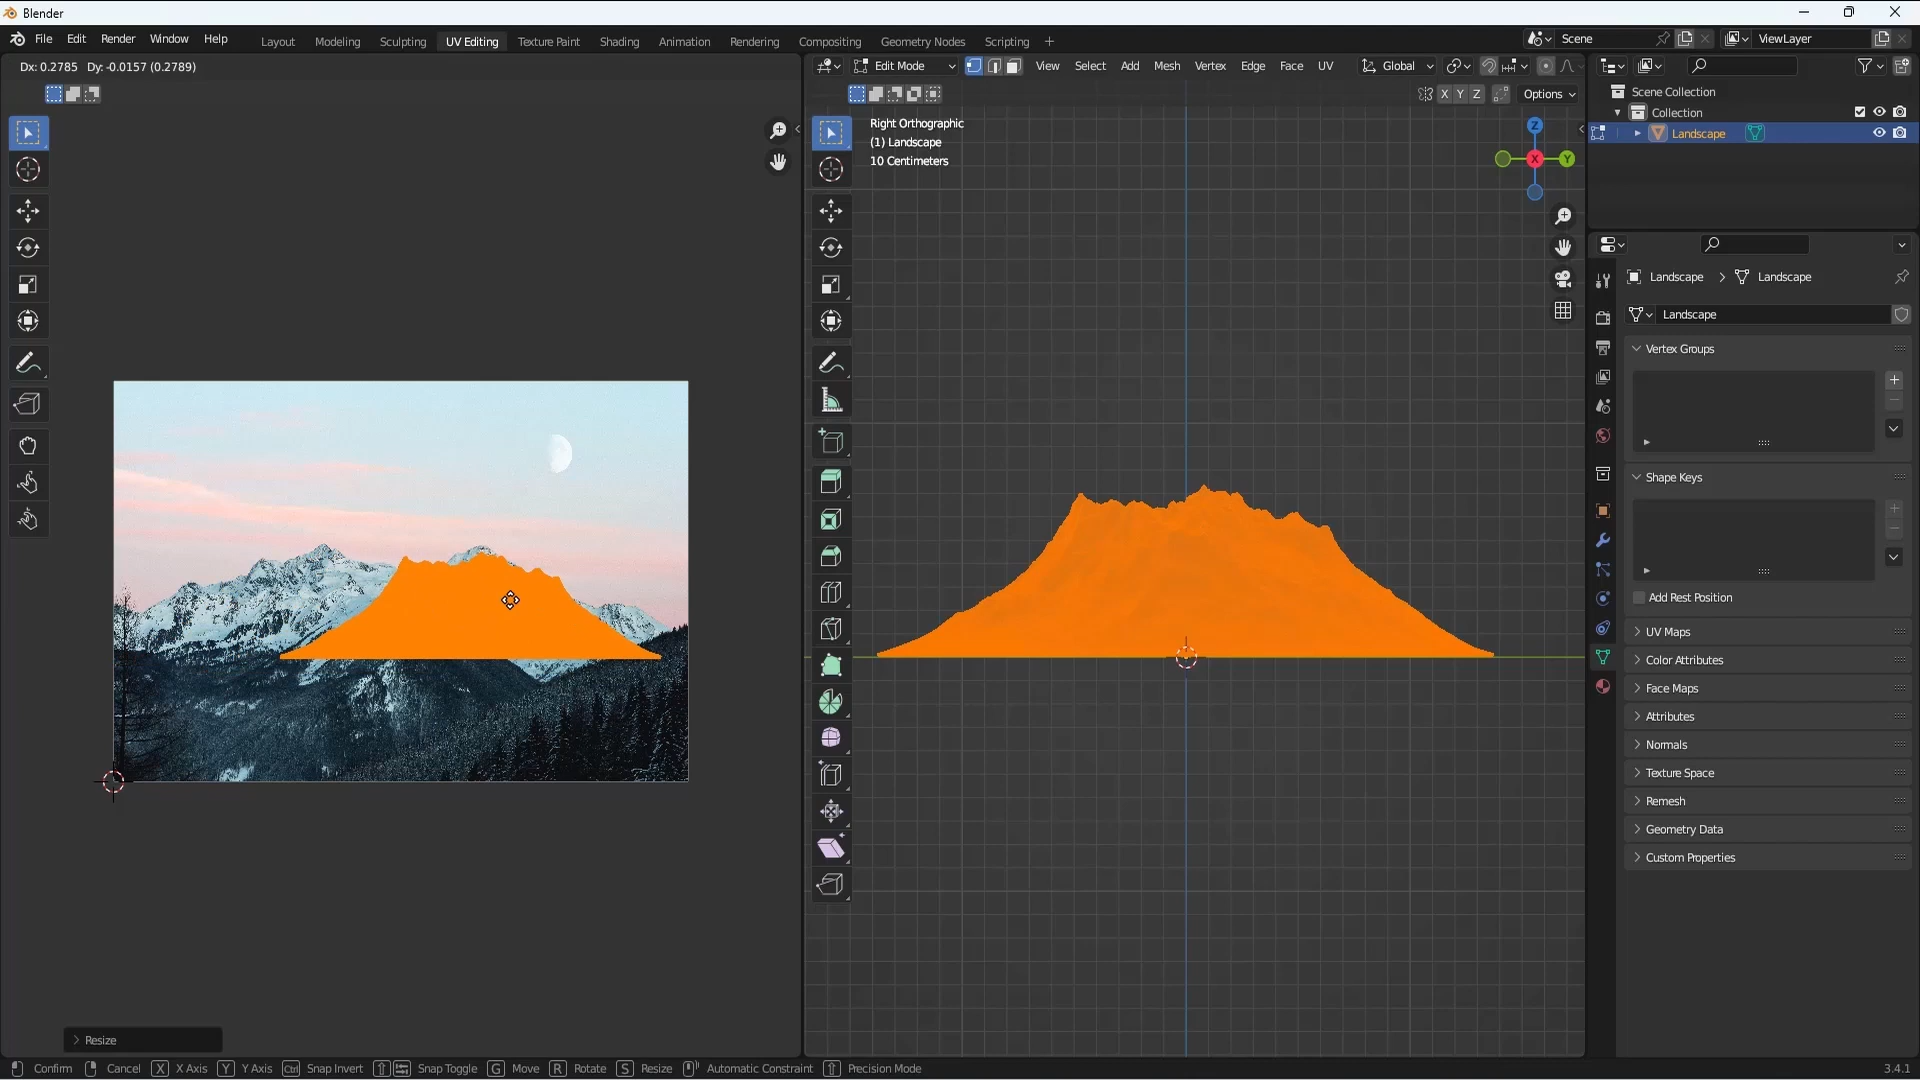 Blender
File Edit Render Window Help Layout Modeling Sculpting UV Editing Texture Paint Shading Animation Rendering Compositing Geometry Nodes Scripting + Scene ViewLayer
Dx: 0.2785 Dy: -0.0157 (0.2789)
Edit Mode View Select Add Mesh Vertex Edge Face UV Global
X Y Z Options
Right Orthographic
(1) Landscape
10 Centimeters
Z
X Y
Scene Collection
Collection
Landscape
Landscape > Landscape
Landscape
Vertex Groups
Shape Keys
Add Rest Position
UV Maps
Color Attributes
Face Maps
Attributes
Normals
Texture Space
Remesh
Geometry Data
Custom Properties
> Resize
Confirm Cancel X X Axis Y Y Axis Ctrl Snap Invert Snap Toggle G Move R Rotate S Resize Automatic Constraint Precision Mode 3.4.1